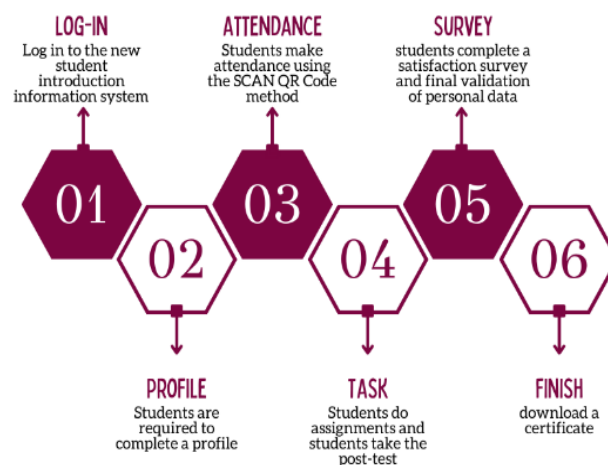 LOG-IN
Log in to the new
student
introduction
information system
ATTENDANCE
Students make
attendance using
the SCAN QR Code
method
SURVEY
students complete a
satisfaction survey
and final validation
of personal data
01
02
03
04
05
06
PROFILE
Students are
required to
complete a profile
TASK
Students do
assignments and
students take the
post-test
FINISH
download a
certificate